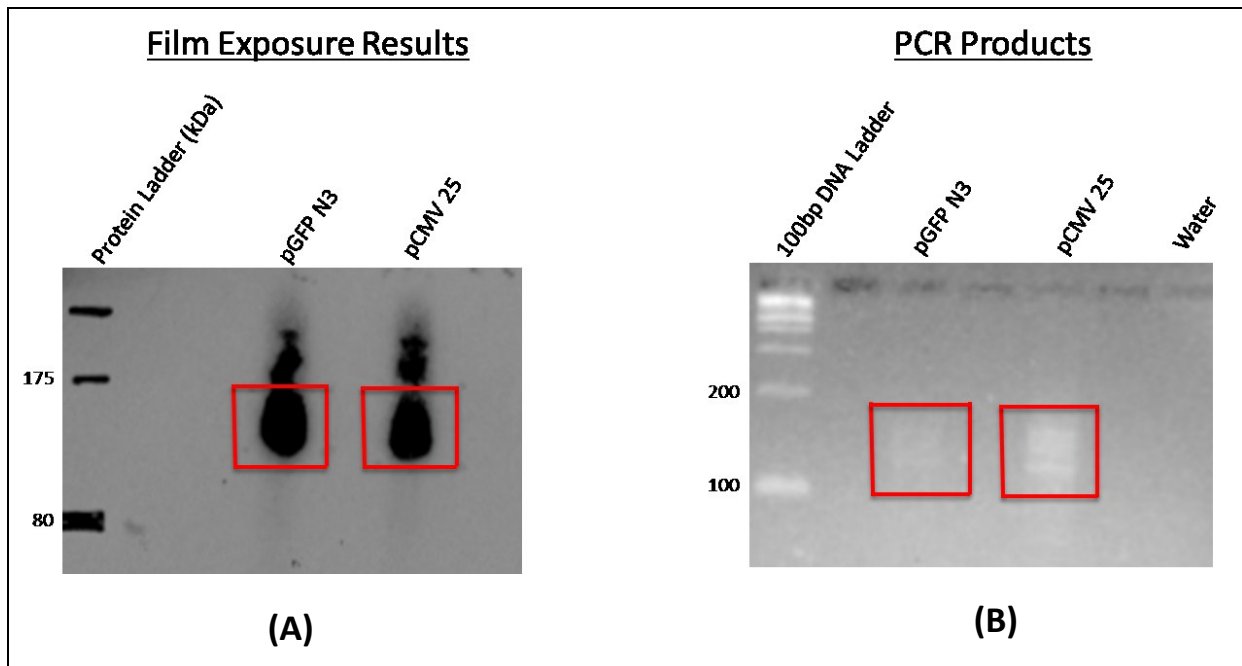 Film Exposure Results
Protein Ladder (kDa)
pGFP N3
pCMV 25
175
80
(A)
PCR Products
100bp DNA Ladder
pGFP N3
pCMV 25
Water
200
100
(B)